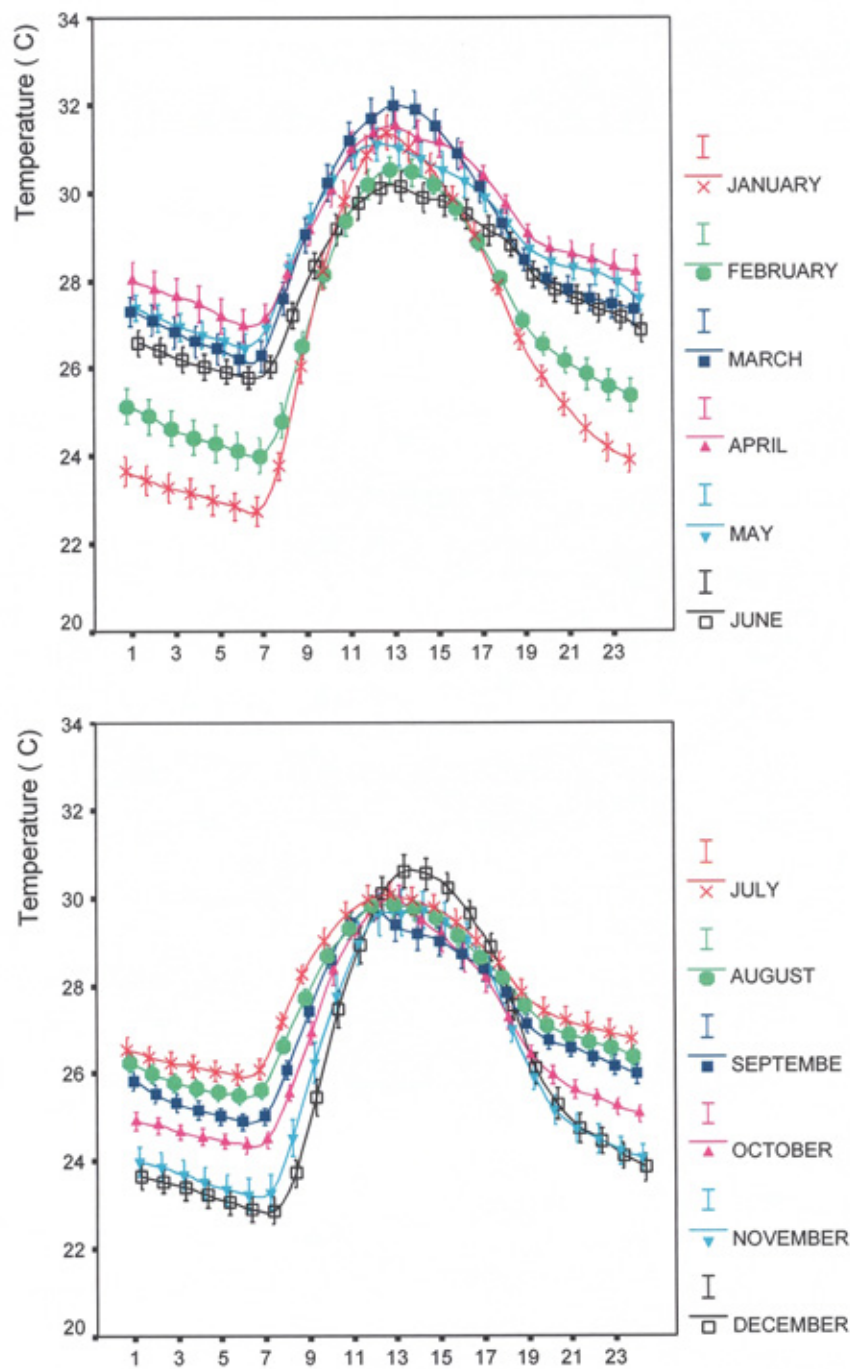 Temperature ( C)
34
32
30
28
26
24
22
20
1 3 5 7 9 11 13 15 17 19 21 23
JANUARY
FEBRUARY
MARCH
APRIL
MAY
JUNE
Temperature ( C)
34
32
30
28
26
24
22
20
1 3 5 7 9 11 13 15 17 19 21 23
JULY
AUGUST
SEPTEMBE
OCTOBER
NOVEMBER
DECEMBER